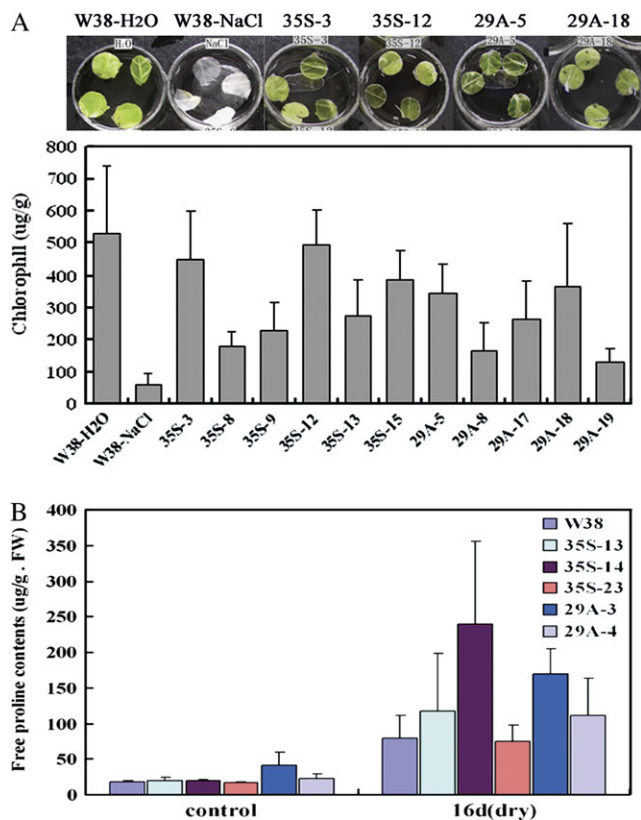 A
W38-H2O W38-NaCl 35S-3 35S-12 29A-5 29A-18
H2O NaCl 35S-3 35S-12 29A-5 29A-18
Chlorophll (ug/g)
800
700
600
500
400
300
200
100
0
W38-H2O W38-NaCl 35S-3 35S-8 35S-9 35S-12 35S-13 35S-15 29A-5 29A-8 29A-17 29A-18 29A-19
B
Free proline contents (ug/g . FW)
400
350
300
250
200
150
100
50
0
W38
35S-13
35S-14
35S-23
29A-3
29A-4
control 16d(dry)